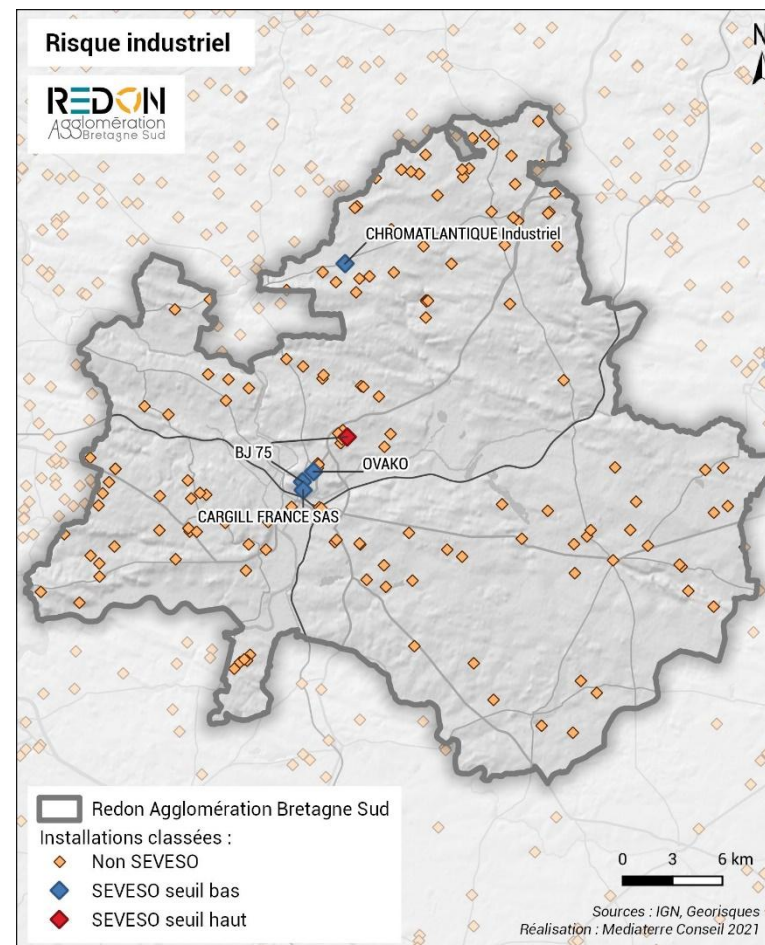 Risque industriel
N
REDON
Agglomération
Bretagne Sud
CHROMATLANTIQUE Industriel
BJ 75
OVAKO
CARGILL FRANCE SAS
Redon Agglomération Bretagne Sud
Installations classées :
Non SEVESO
SEVESO seuil bas
SEVESO seuil haut
0 3 6 km
Sources : IGN, Georisques
Réalisation : Mediaterre Conseil 2021